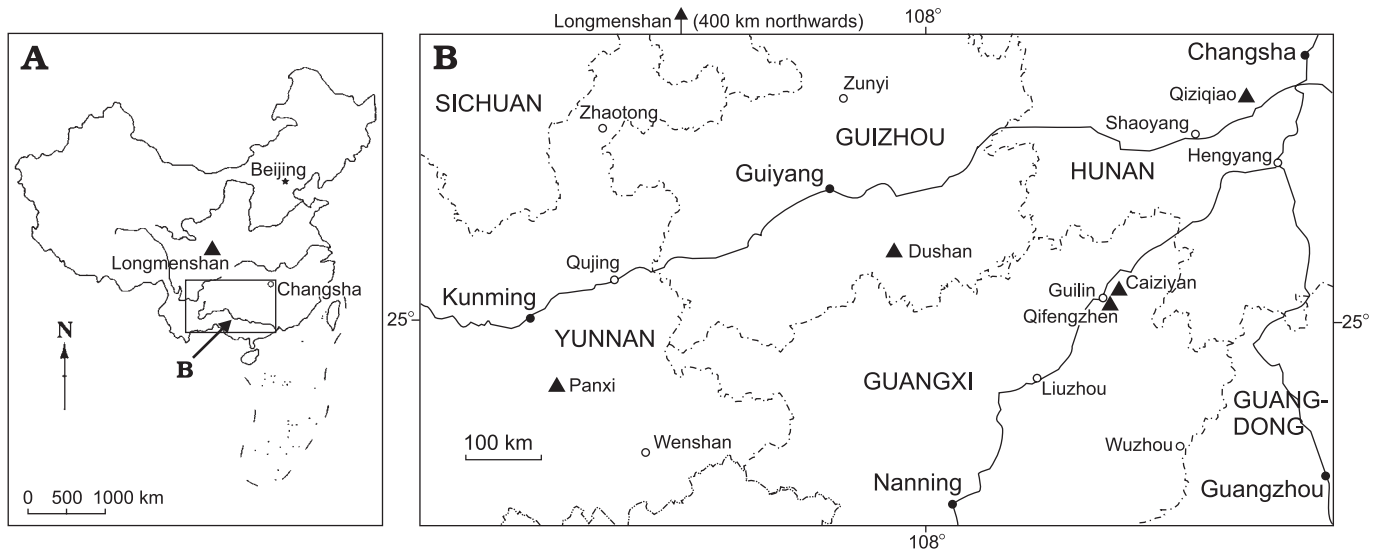 Longmenshan (400 km northwards)
108°
A
Beijing
Longmenshan
Changsha
N
B
0 500 1000 km
B
Changsha
SICHUAN
Zunyi
Qiziqiao
Zhaotong
Shaoyang
GUIZHOU
Hengyang
HUNAN
Guiyang
Dushan
Qujing
Guilin
Caiziyan
Kunming
Qifengzhen
25°
25°
YUNNAN
Panxi
GUANGXI
Liuzhou
GUANG-
DONG
100 km
Wenshan
Wuzhou
Nanning
Guangzhou
108°